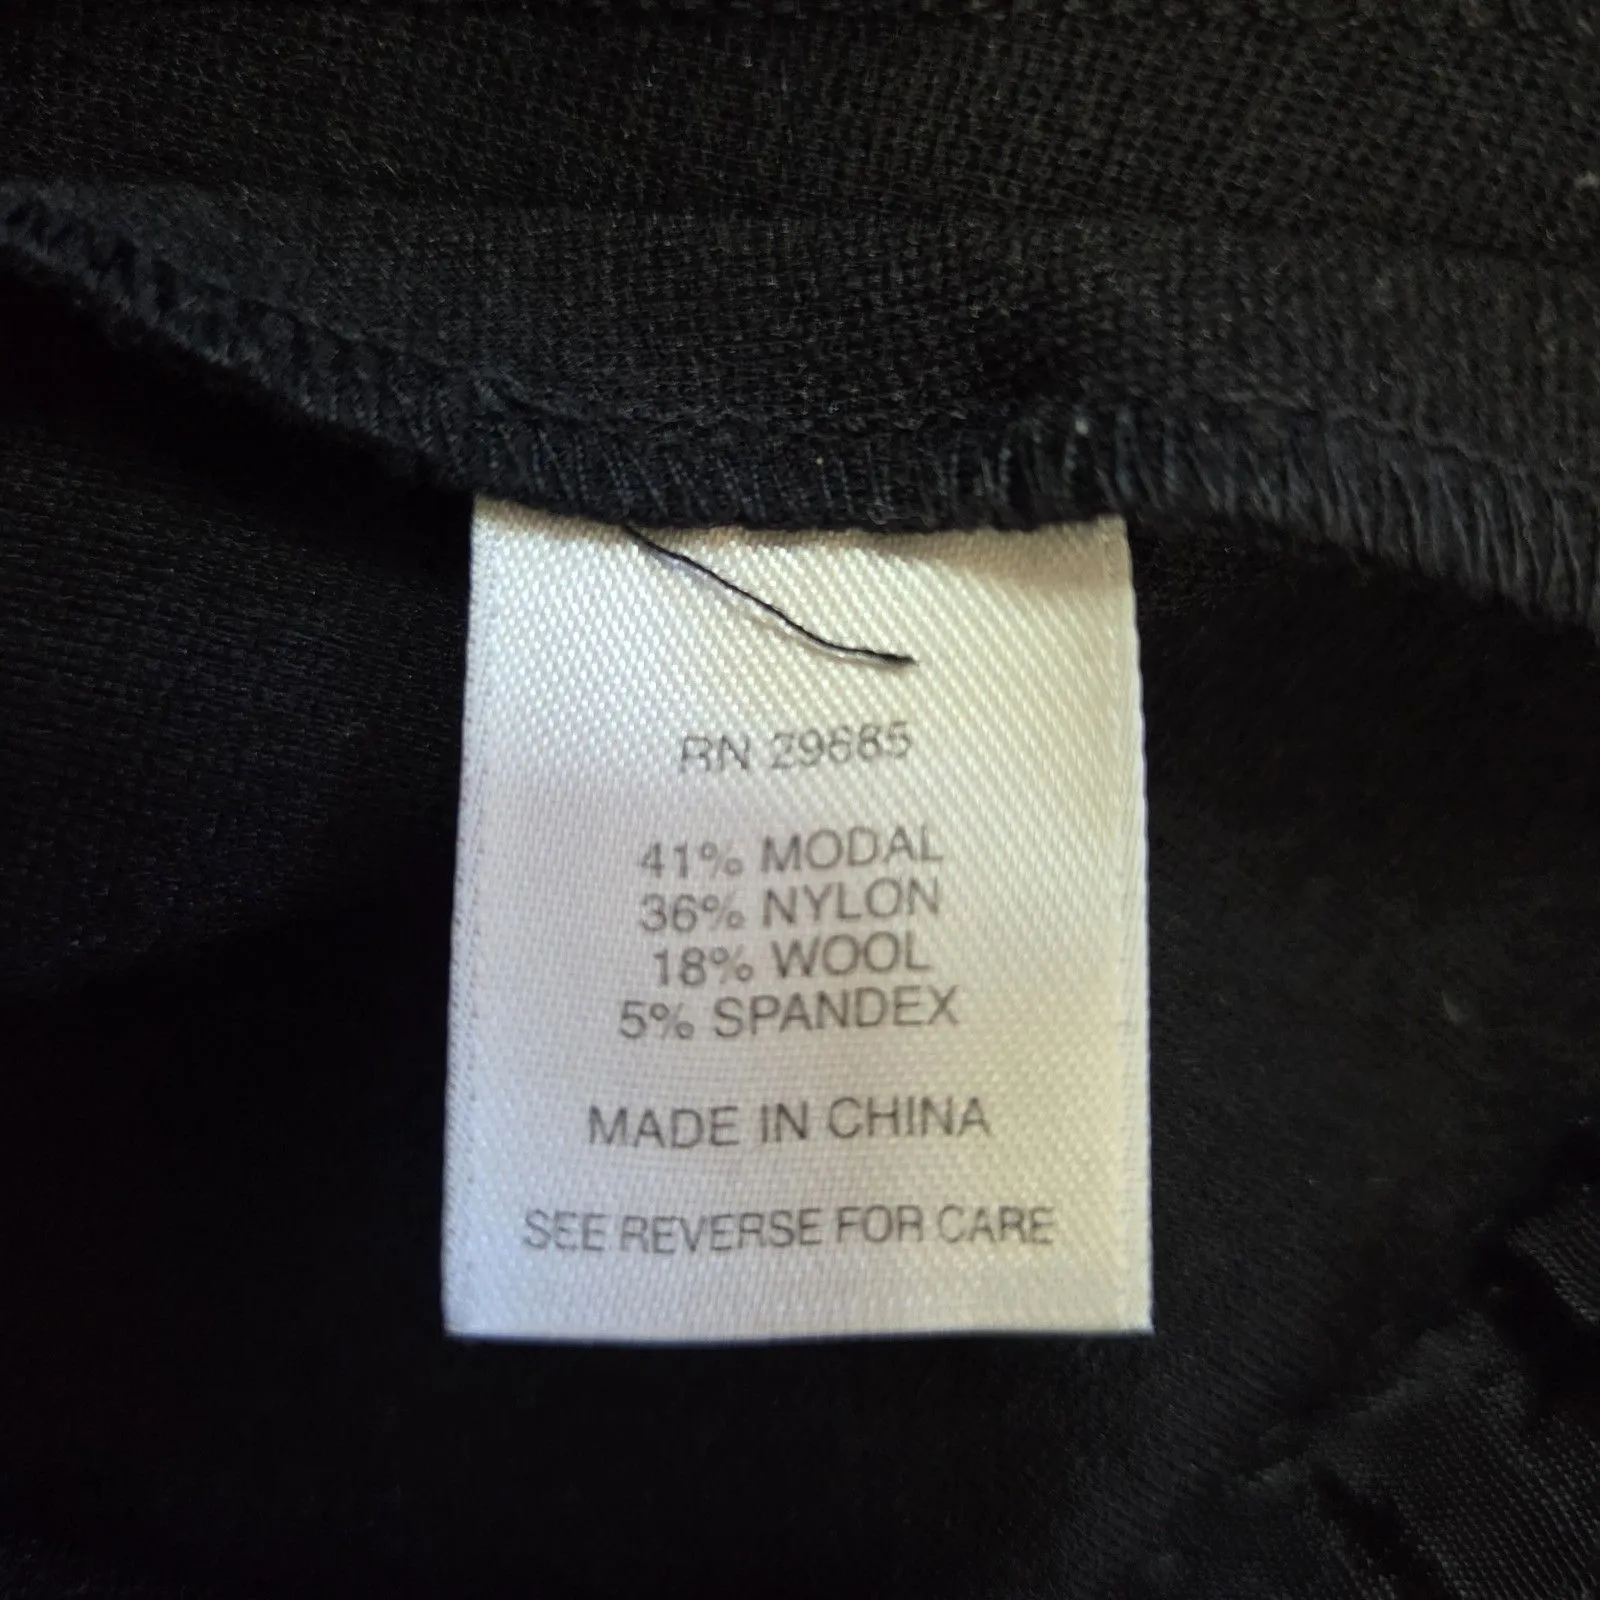 RN 29685
41% MODAL
36% NYLON
18% WOOL
5% SPANDEX
MADE IN CHINA
SEE REVERSE FOR CARE